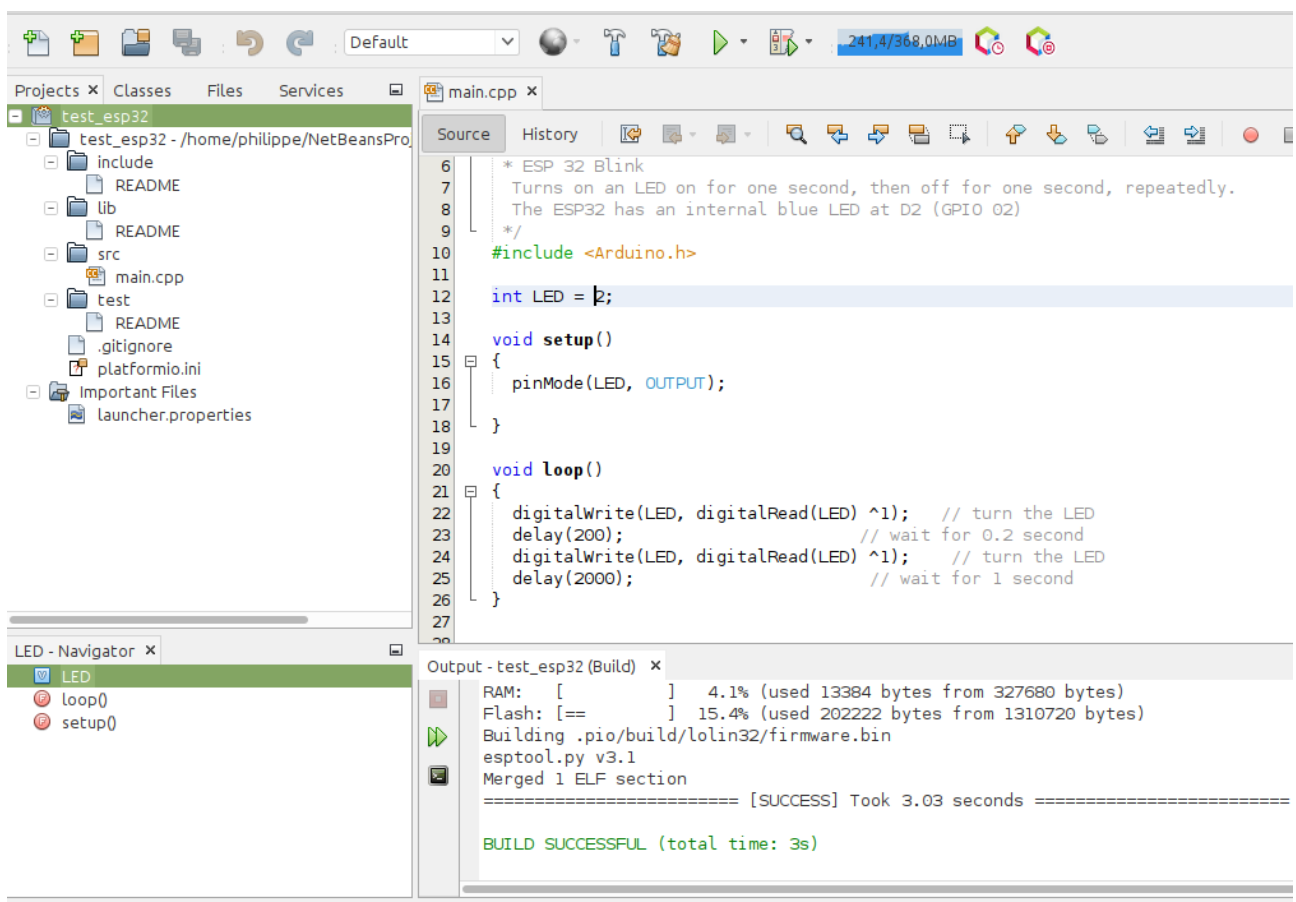 Default
241,4/368,0MB
Projects Classes Files Services
test_esp32
test_esp32 - /home/philippe/NetBeansPro
include
README
lib
README
src
main.cpp
test
README
.gitignore
platformio.ini
Important Files
launcher.properties
LED - Navigator
LED
loop()
setup()
main.cpp
Source History
6 * ESP 32 Blink
7 Turns on an LED on for one second, then off for one second, repeatedly.
8 The ESP32 has an internal blue LED at D2 (GPIO 02)
9 */
10 #include <Arduino.h>
11
12 int LED = 2;
13
14 void setup()
15 {
16 pinMode(LED, OUTPUT);
17
18 }
19
20 void loop()
21 {
22 digitalWrite(LED, digitalRead(LED) ^1); // turn the LED
23 delay(200); // wait for 0.2 second
24 digitalWrite(LED, digitalRead(LED) ^1); // turn the LED
25 delay(2000); // wait for 1 second
26 }
27
28
Output - test_esp32 (Build)
RAM: [ ] 4.1% (used 13384 bytes from 327680 bytes)
Flash: [== ] 15.4% (used 202222 bytes from 1310720 bytes)
Building .pio/build/lolin32/firmware.bin
esptool.py v3.1
Merged 1 ELF section
========================= [SUCCESS] Took 3.03 seconds =========================
BUILD SUCCESSFUL (total time: 3s)